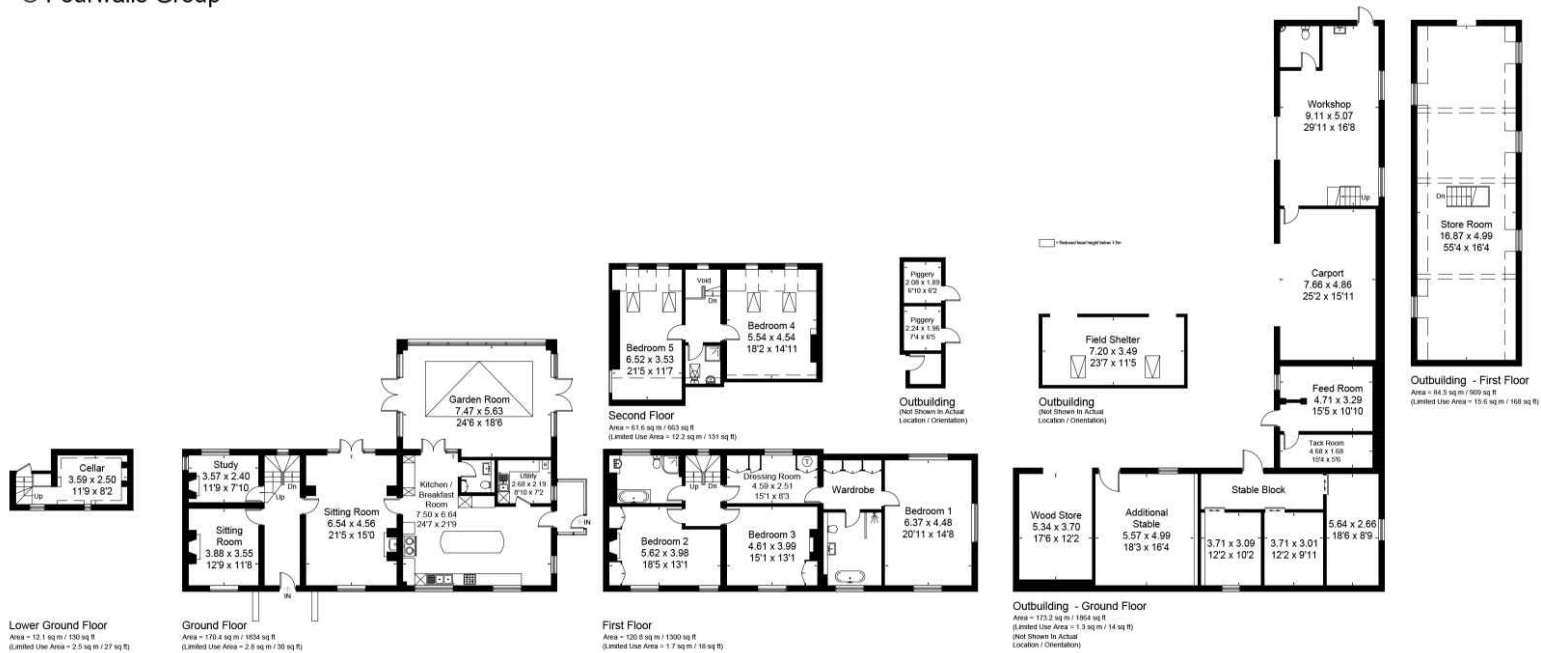 © Fourwalls Group
Cellar
3.59 x 2.50
11'9 x 8'2
Up
Lower Ground Floor
Area = 12.1 sq m / 130 sq ft
(Limited Use Area = 2.5 sq m / 27 sq ft)
Study
3.57 x 2.40
11'9 x 7'10
Up
Dn
Sitting
Room
3.88 x 3.55
12'9 x 11'8
Sitting Room
6.54 x 4.56
21'5 x 15'0
IN
Garden Room
7.47 x 5.63
24'6 x 18'6
Kitchen /
Breakfast
Room
7.50 x 6.64
24'7 x 21'9
Utility
2.68 x 2.19
8'10 x 7'2
IN
Ground Floor
Area = 170.4 sq m / 1834 sq ft
(Limited Use Area = 2.8 sq m / 30 sq ft)
Void
Dn
Bedroom 5
6.52 x 3.53
21'5 x 11'7
Bedroom 4
5.54 x 4.54
18'2 x 14'11
Second Floor
Area = 61.6 sq m / 663 sq ft
(Limited Use Area = 12.2 sq m / 131 sq ft)
Up
Dn
Dressing Room
4.59 x 2.51
15'1 x 8'3
T
Wardrobe
Bedroom 1
6.37 x 4.48
20'11 x 14'8
Bedroom 2
5.62 x 3.98
18'5 x 13'1
Bedroom 3
4.61 x 3.99
15'1 x 13'1
First Floor
Area = 120.8 sq m / 1300 sq ft
(Limited Use Area = 1.7 sq m / 18 sq ft)
Piggery
2.08 x 1.89
6'10 x 6'2
Piggery
2.24 x 1.96
7'4 x 6'5
Outbuilding
(Not Shown In Actual
Location / Orientation)
= Reduced head height below 1.5m
Field Shelter
7.20 x 3.49
23'7 x 11'5
Outbuilding
(Not Shown In Actual
Location / Orientation)
Workshop
9.11 x 5.07
29'11 x 16'8
Up
Carport
7.66 x 4.86
25'2 x 15'11
Feed Room
4.71 x 3.29
15'5 x 10'10
Tack Room
4.68 x 1.68
15'4 x 5'6
Stable Block
Wood Store
5.34 x 3.70
17'6 x 12'2
Additional
Stable
5.57 x 4.99
18'3 x 16'4
3.71 x 3.09
12'2 x 10'2
3.71 x 3.01
12'2 x 9'11
5.64 x 2.66
18'6 x 8'9
Outbuilding - Ground Floor
Area = 173.2 sq m / 1864 sq ft
(Limited Use Area = 1.3 sq m / 14 sq ft)
(Not Shown In Actual
Location / Orientation)
Dn
Store Room
16.87 x 4.99
55'4 x 16'4
Outbuilding - First Floor
Area = 84.5 sq m / 909 sq ft
(Limited Use Area = 15.6 sq m / 168 sq ft)